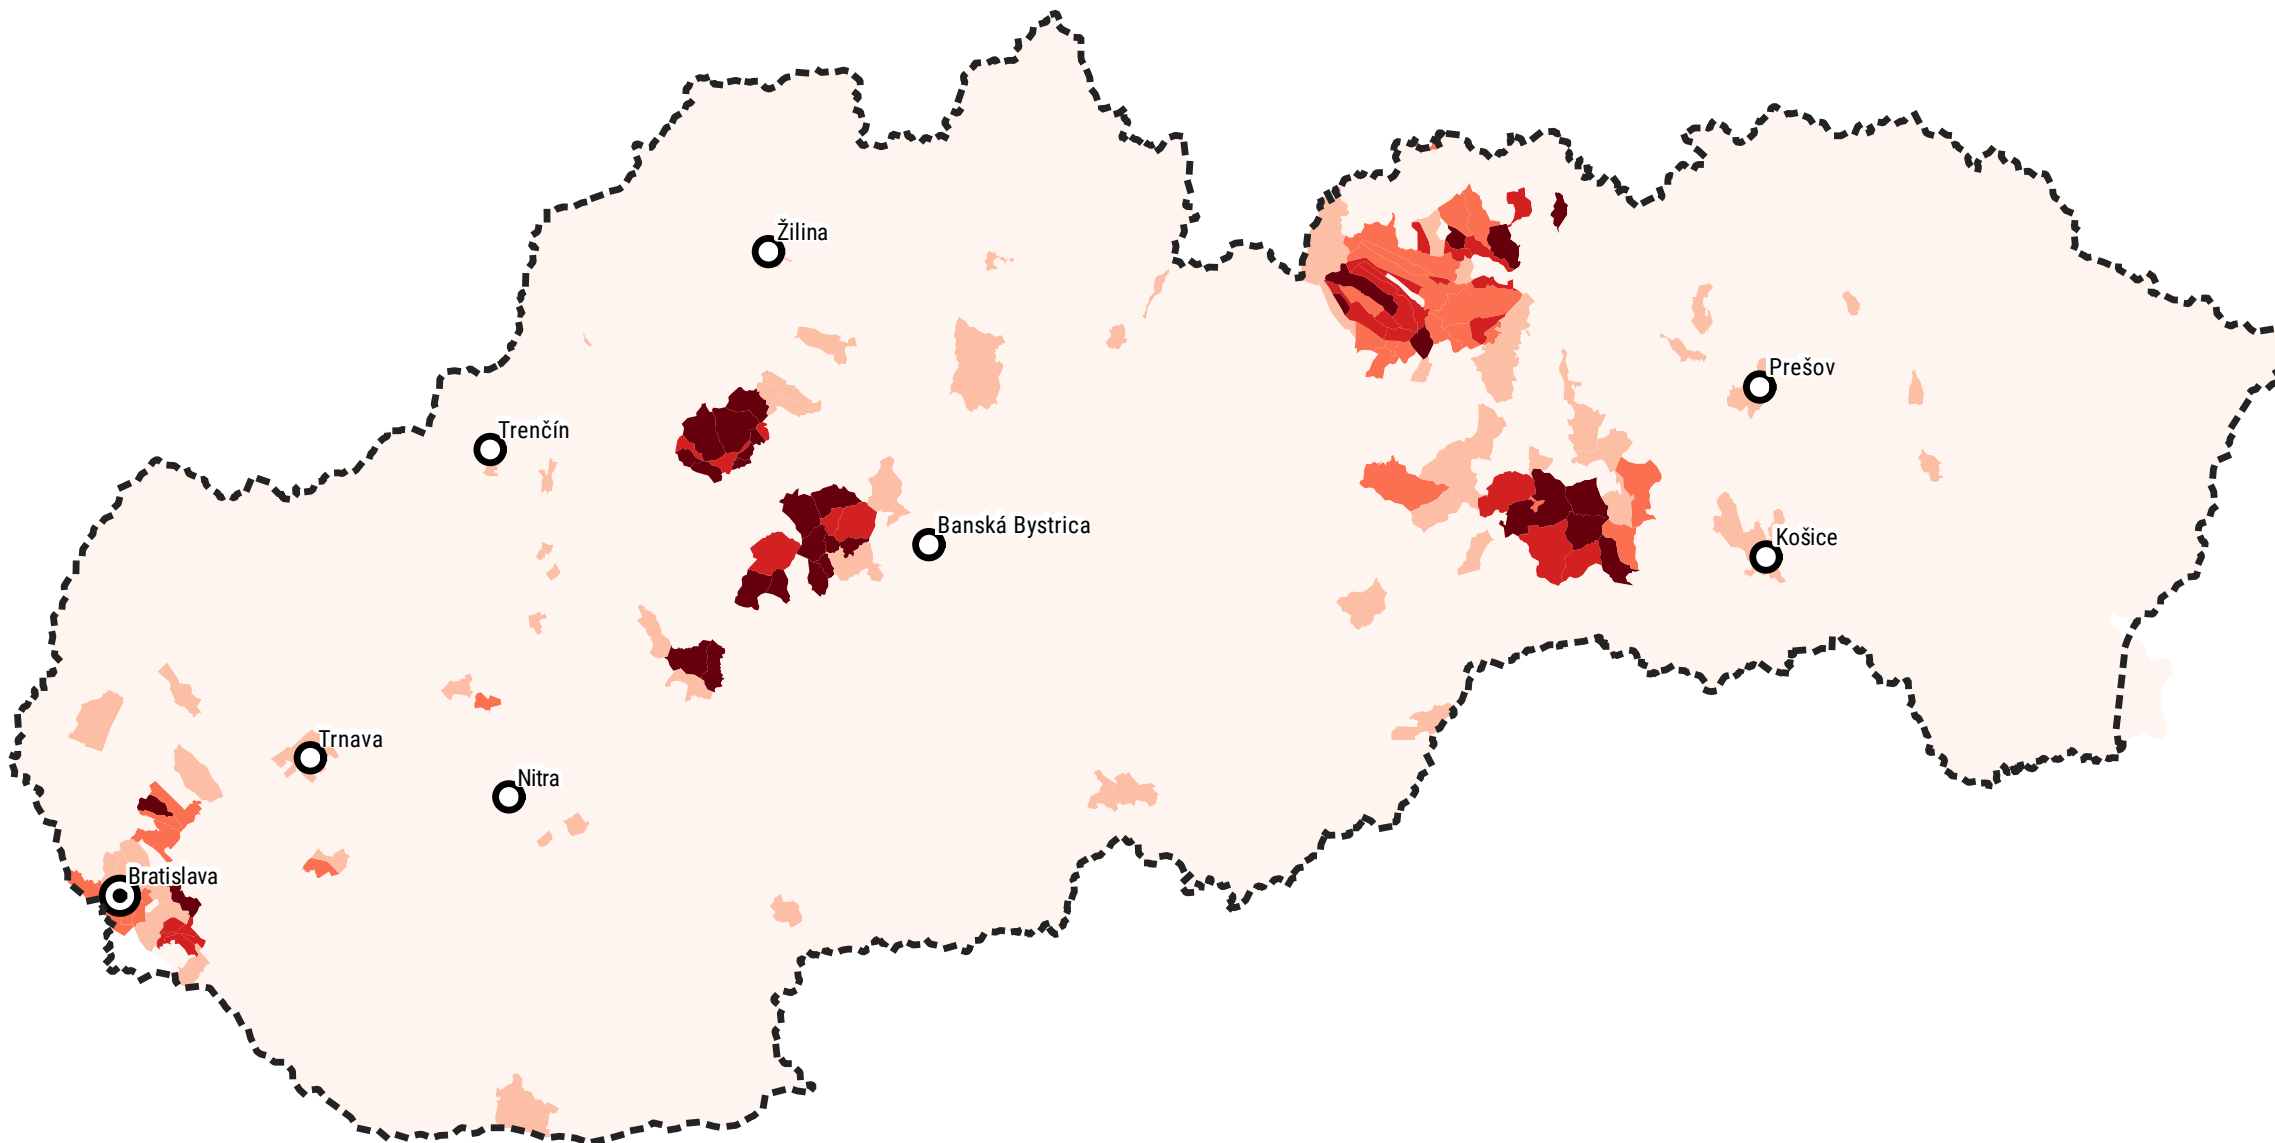 Žilina
Prešov
Trenčín
Banská Bystrica
Košice
Trnava
Nitra
Bratislava